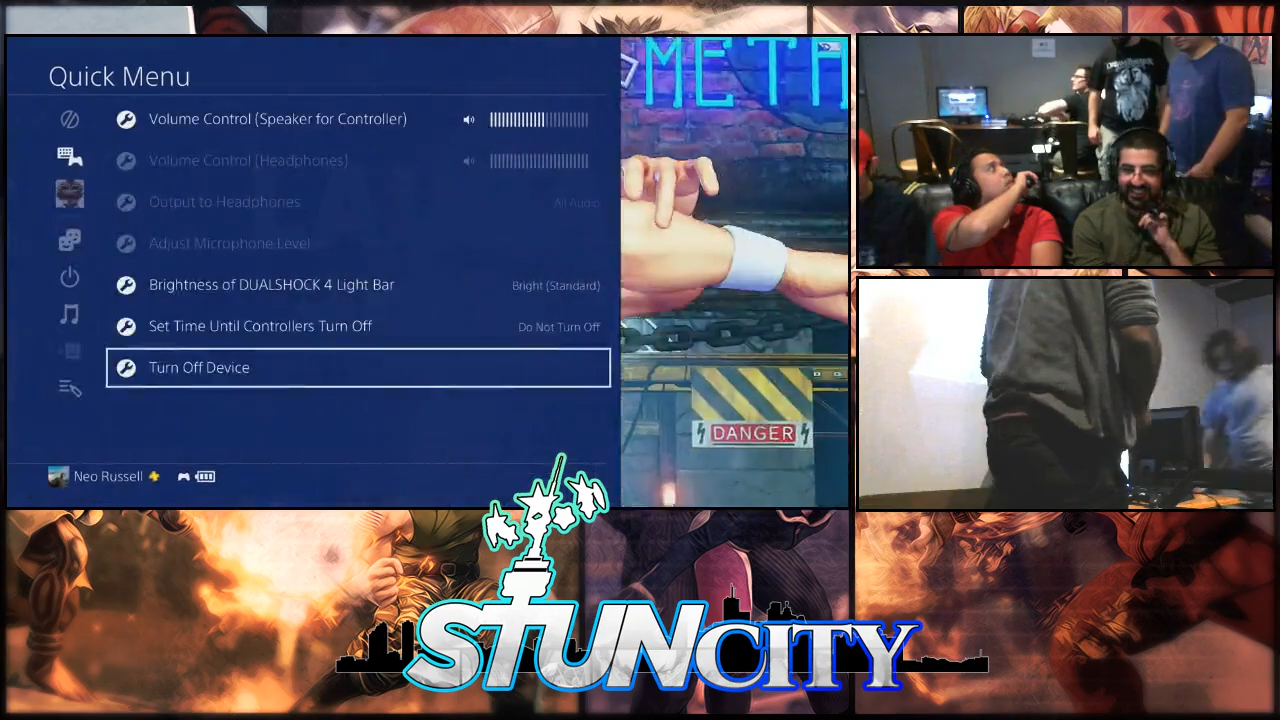 Quick Menu
Volume Control (Speaker for Controller)
Volume Control (Headphones)
Output to Headphones All Audio
Adjust Microphone Level
Brightness of DUALSHOCK 4 Light Bar Bright (Standard)
Set Time Until Controllers Turn Off Do Not Turn Off
Turn Off Device
Neo Russell
META
DANGER
STUNCITY